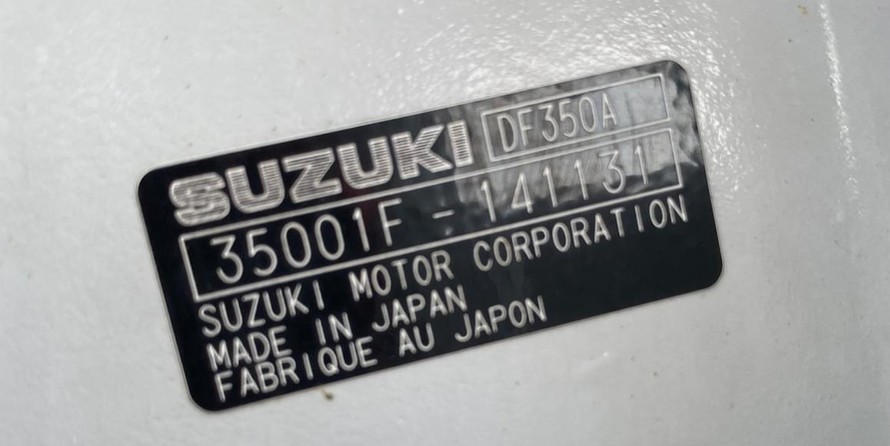 SUZUKI DF350A
35001F - 141131
SUZUKI MOTOR CORPORATION
MADE IN JAPAN
FABRIQUE AU JAPON